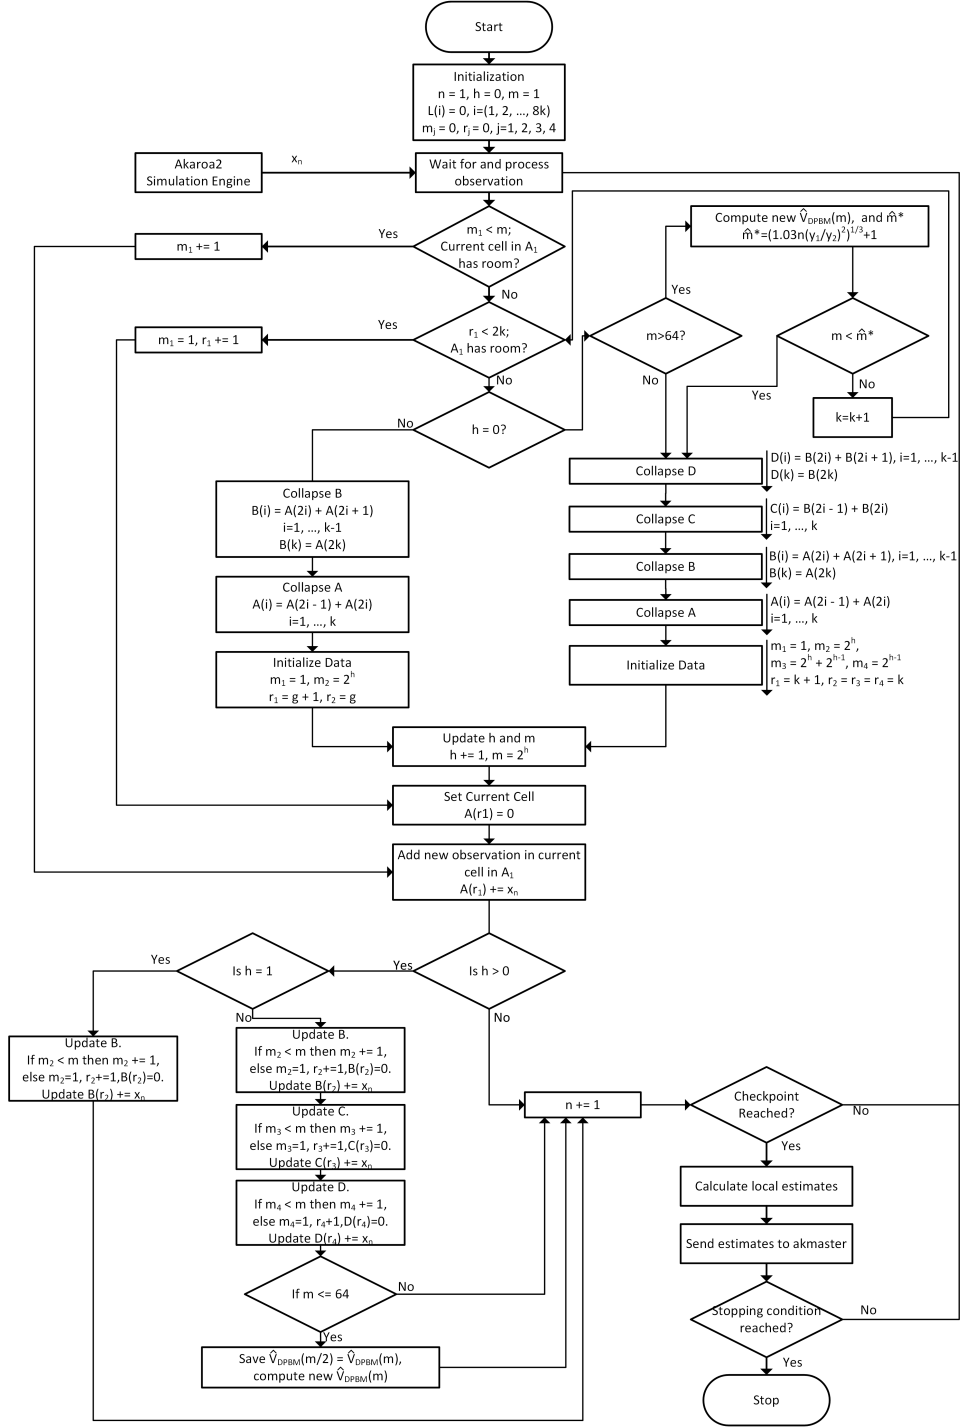 Start
Initialization
n = 1, h = 0, m = 1
L(i) = 0, i=(1, 2, …, 8k)
mⱼ = 0, rⱼ = 0, j=1, 2, 3, 4
Akaroa2
Simulation Engine
xₙ
Wait for and process
observation
m₁ < m;
Current cell in A₁
has room?
Yes
m₁ += 1
No
r₁ < 2k;
A₁ has room?
Yes
m₁ = 1, r₁ += 1
No
h = 0?
No
Compute new V̂_DPBM(m), and m̂*
m̂*=(1.03n(y₁/y₂)²)^1/3+1
Yes
m>64?
No
m < m̂*
Yes
No
k=k+1
Collapse B
B(i) = A(2i) + A(2i + 1)
i=1, …, k-1
B(k) = A(2k)
Collapse A
A(i) = A(2i - 1) + A(2i)
i=1, …, k
Initialize Data
m₁ = 1, m₂ = 2^h
r₁ = g + 1, r₂ = g
Collapse D
D(i) = B(2i) + B(2i + 1), i=1, …, k-1
D(k) = B(2k)
Collapse C
C(i) = B(2i - 1) + B(2i)
i=1, …, k
Collapse B
B(i) = A(2i) + A(2i + 1), i=1, …, k-1
B(k) = A(2k)
Collapse A
A(i) = A(2i - 1) + A(2i)
i=1, …, k
Initialize Data
m₁ = 1, m₂ = 2^h,
m₃ = 2^h + 2^h-1, m₄ = 2^h-1
r₁ = k + 1, r₂ = r₃ = r₄ = k
Update h and m
h += 1, m = 2^h
Set Current Cell
A(r1) = 0
Add new observation in current
cell in A₁
A(r₁) += xₙ
Is h > 0
Yes
No
Is h = 1
Yes
No
Update B.
If m₂ < m then m₂ += 1,
else m₂=1, r₂+=1,B(r₂)=0.
Update B(r₂) += xₙ
Update B.
If m₂ < m then m₂ += 1,
else m₂=1, r₂+=1,B(r₂)=0.
Update B(r₂) += xₙ
Update C.
If m₃ < m then m₃ += 1,
else m₃=1, r₃+=1,C(r₃)=0.
Update C(r₃) += xₙ
Update D.
If m₄ < m then m₄ += 1,
else m₄=1, r₄+1,D(r₄)=0.
Update D(r₄) += xₙ
If m <= 64
No
Yes
Save V̂_DPBM(m/2) = V̂_DPBM(m),
compute new V̂_DPBM(m)
n += 1
Checkpoint
Reached?
No
Yes
Calculate local estimates
Send estimates to akmaster
Stopping condition
reached?
No
Yes
Stop